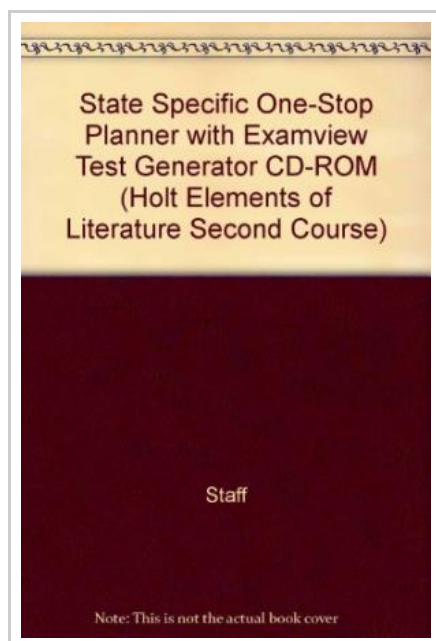 State Specific One-Stop
Planner with Examview
Test Generator CD-ROM
(Holt Elements of
Literature Second Course)
Staff
Note: This is not the actual book cover